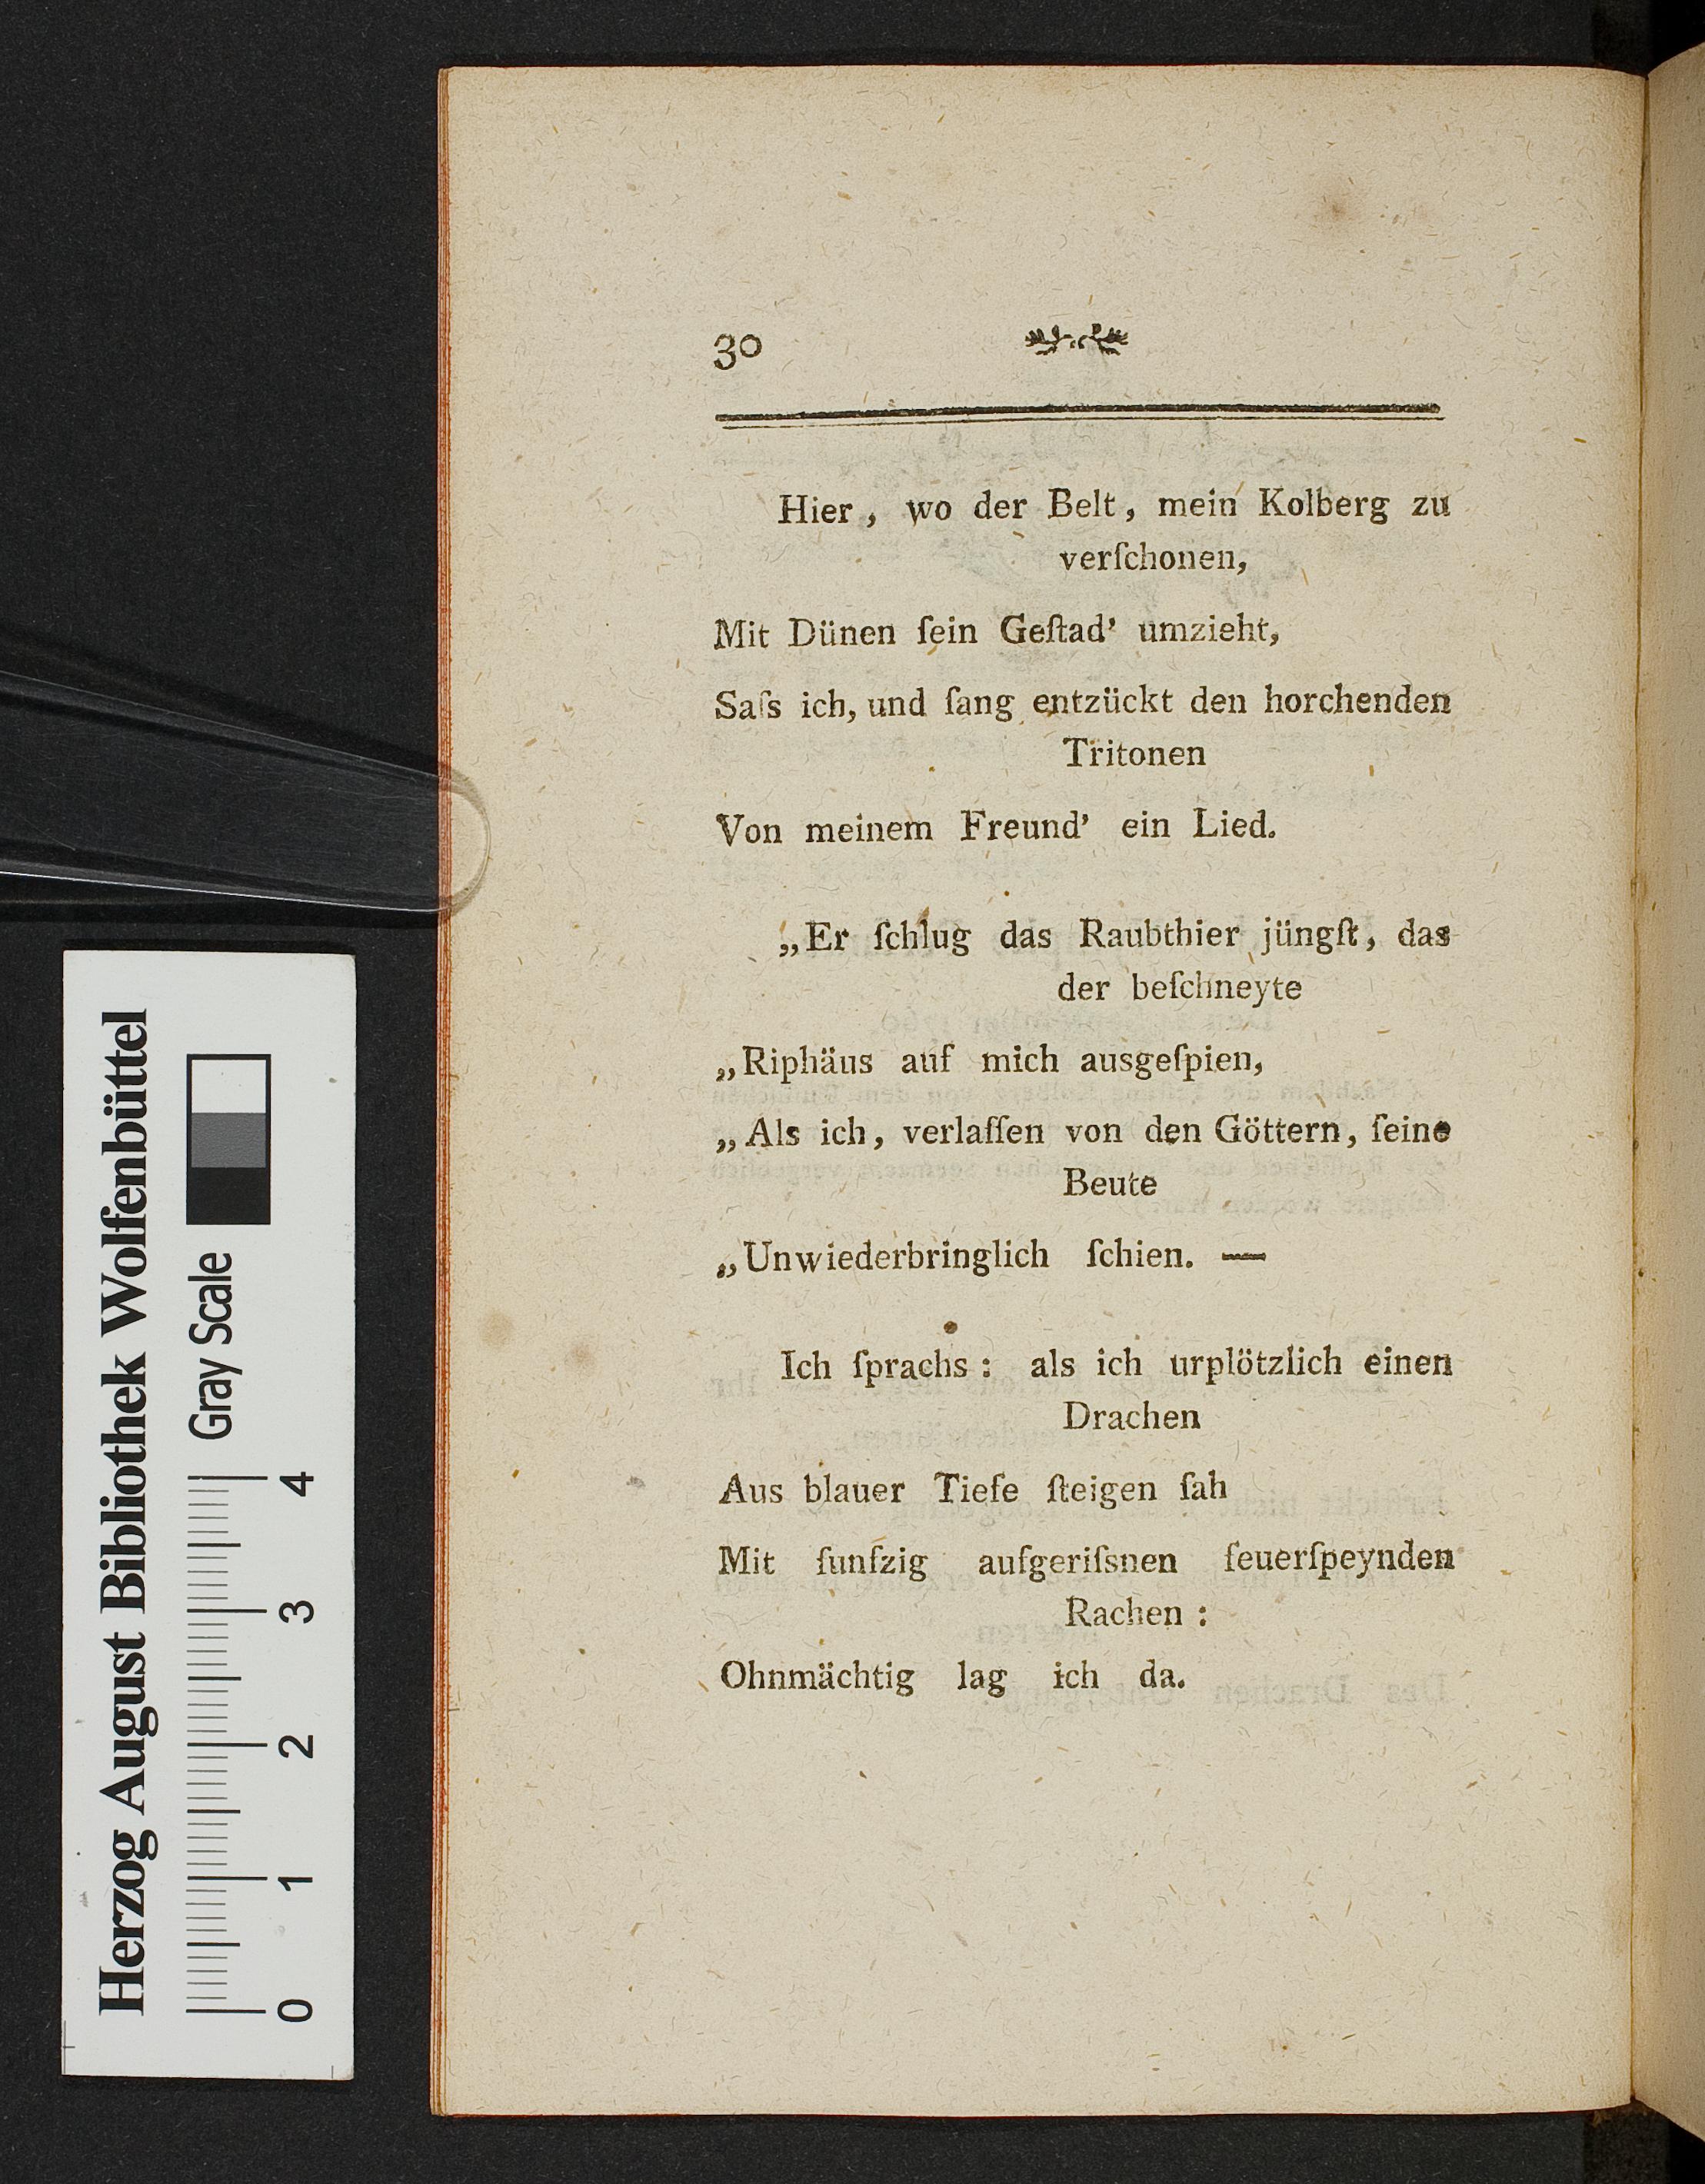 30
Hier, wo der Belt, mein Kolberg zu
verſchonen,
Mit Dünen ſein Geſtad' umzieht,
Saſs ich, und ſang entzückt den horchenden
Tritonen
Von meinem Freund' ein Lied.
„Er ſchlug das Raubthier jüngſt, das
der beſchneyte
„Riphäus auf mich ausgeſpien,
„Als ich, verlaſſen von den Göttern, ſeine
Beute
„Unwiederbringlich ſchien. —
Ich ſprachs: als ich urplötzlich einen
Drachen
Aus blauer Tiefe ſteigen ſah
Mit funfzig aufgeriſsnen feuerſpeynden
Rachen:
Ohnmächtig lag ich da.
Herzog August Bibliothek Wolfenbüttel
Gray Scale
0 1 2 3 4